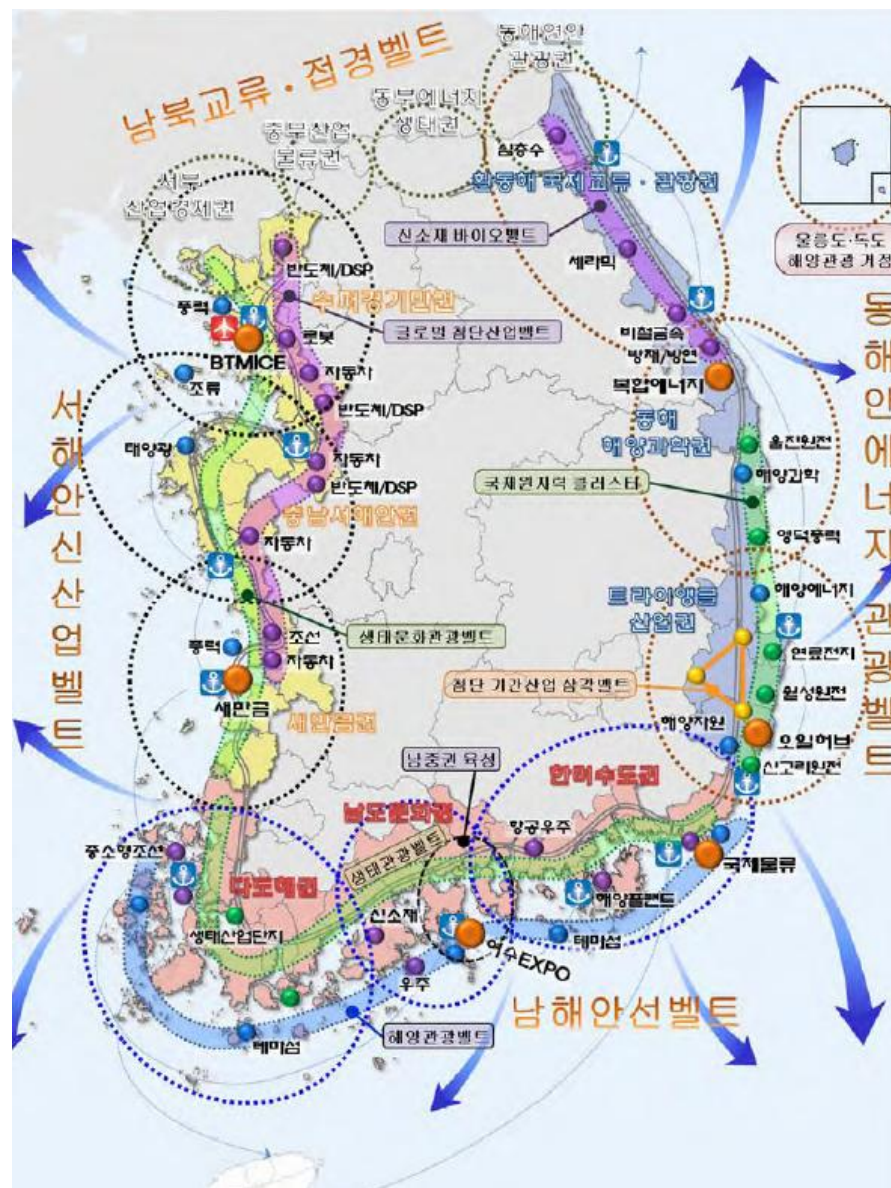 동해연안
관광권
남북교류·접경벨트
동부에너지
생태권
중부산업
물류권
서부
산업경제권
심층수
환동해 국제교류·관광권
신소재 바이오벨트
세라믹
울릉도·독도
해양관광 거점
반도체/DSP
수퍼경기만권
풍력
로봇
글로벌 첨단산업벨트
BTMICE
비철금속
방재/방연
자동차
복합에너지
조류
반도체/DSP
동해
해양과학권
울진원전
태양광
자동차
해양과학
반도체/DSP
국제원자력 클러스터
충남서해안권
자동차
영덕풍력
서해안신산업벨트
동해안에너지·관광벨트
해양에너지
트라이앵글
산업권
조선
생태문화관광벨트
풍력
자동차
연료전지
첨단 기간산업 삼각벨트
월성원전
새만금
새만금권
해양자원
오일허브
신고리원전
남중권 육성
한려수도권
남도문화권
항공우주
생태관광벨트
중소형조선
국제물류
다도해권
해양플랜트
신소재
생태산업단지
테마섬
여수EXPO
우주
남해안선벨트
테마섬
해양관광벨트